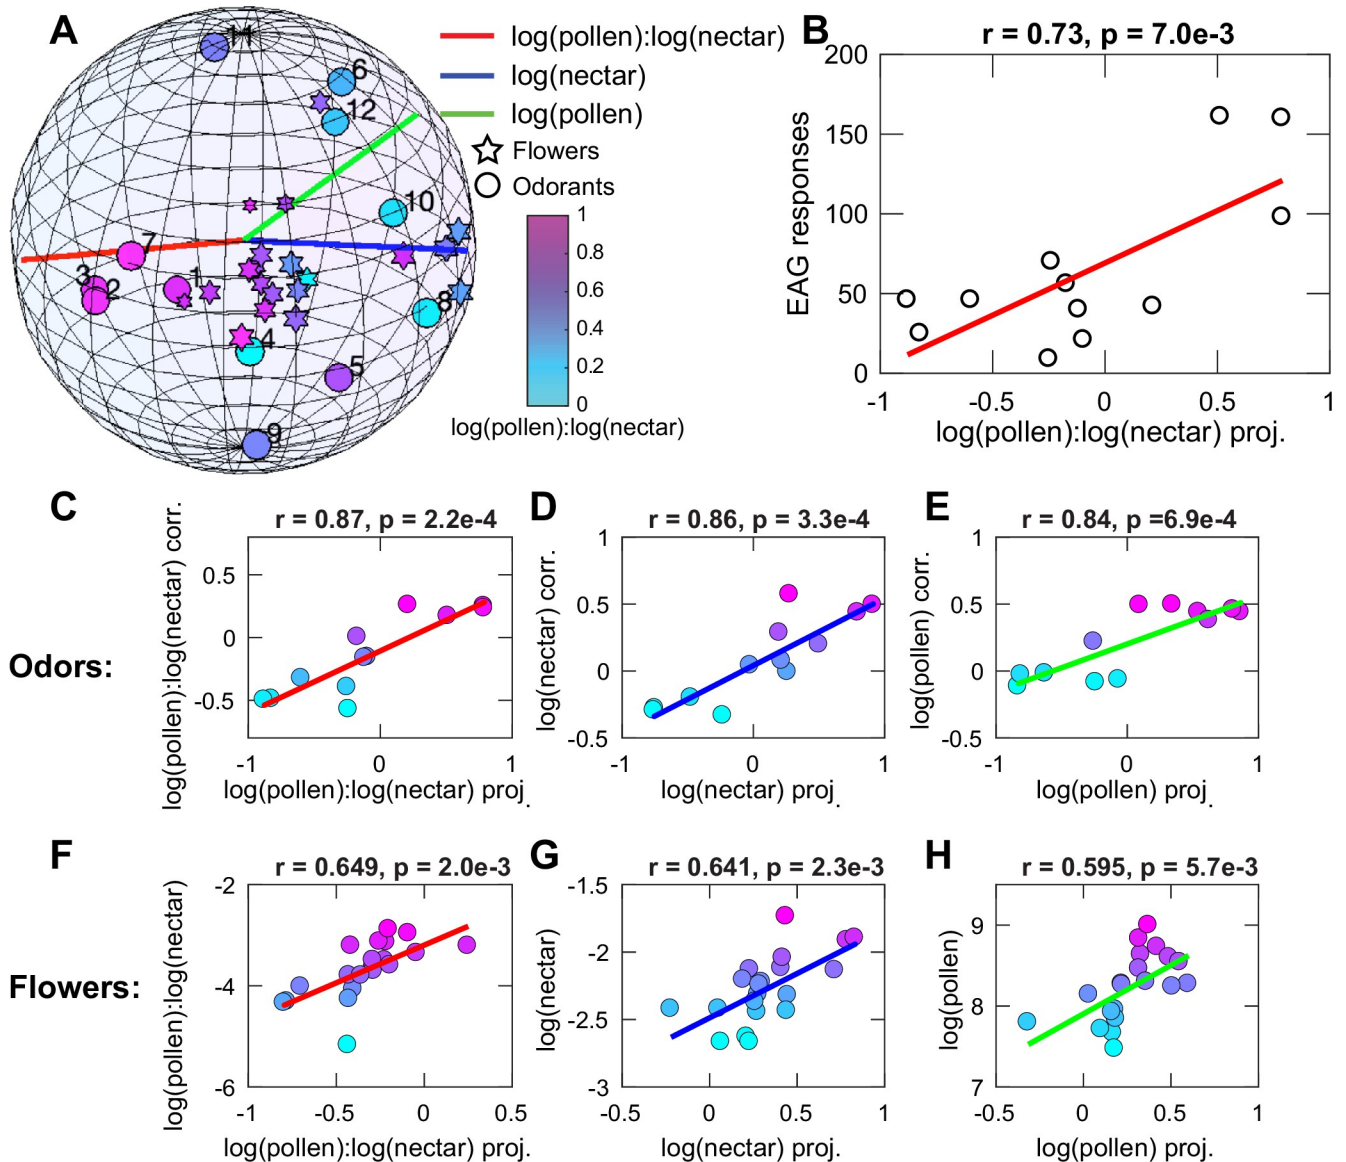 A
11
6
12
10
7
3
2
1
8
4
5
9
log(pollen):log(nectar)
log(nectar)
log(pollen)
Flowers
Odorants
1
0.8
0.6
0.4
0.2
0
log(pollen):log(nectar)
B
r = 0.73, p = 7.0e-3
EAG responses
200
150
100
50
0
-1
-0.5
0
0.5
1
log(pollen):log(nectar) proj.
Odors:
C
r = 0.87, p = 2.2e-4
log(pollen):log(nectar) corr.
0.5
0
-0.5
-1
0
1
log(pollen):log(nectar) proj.
D
r = 0.86, p = 3.3e-4
log(nectar) corr.
1
0.5
0
-0.5
-1
0
1
log(nectar) proj.
E
r = 0.84, p =6.9e-4
log(pollen) corr.
1
0.5
0
-0.5
-1
0
1
log(pollen) proj.
Flowers:
F
r = 0.649, p = 2.0e-3
log(pollen):log(nectar)
-2
-4
-6
-1
-0.5
0
0.5
log(pollen):log(nectar) proj.
G
r = 0.641, p = 2.3e-3
log(nectar)
-1.5
-2
-2.5
-3
-0.5
0
0.5
1
log(nectar) proj.
H
r = 0.595, p = 5.7e-3
log(pollen)
9
8
7
-0.5
0
0.5
1
log(pollen) proj.